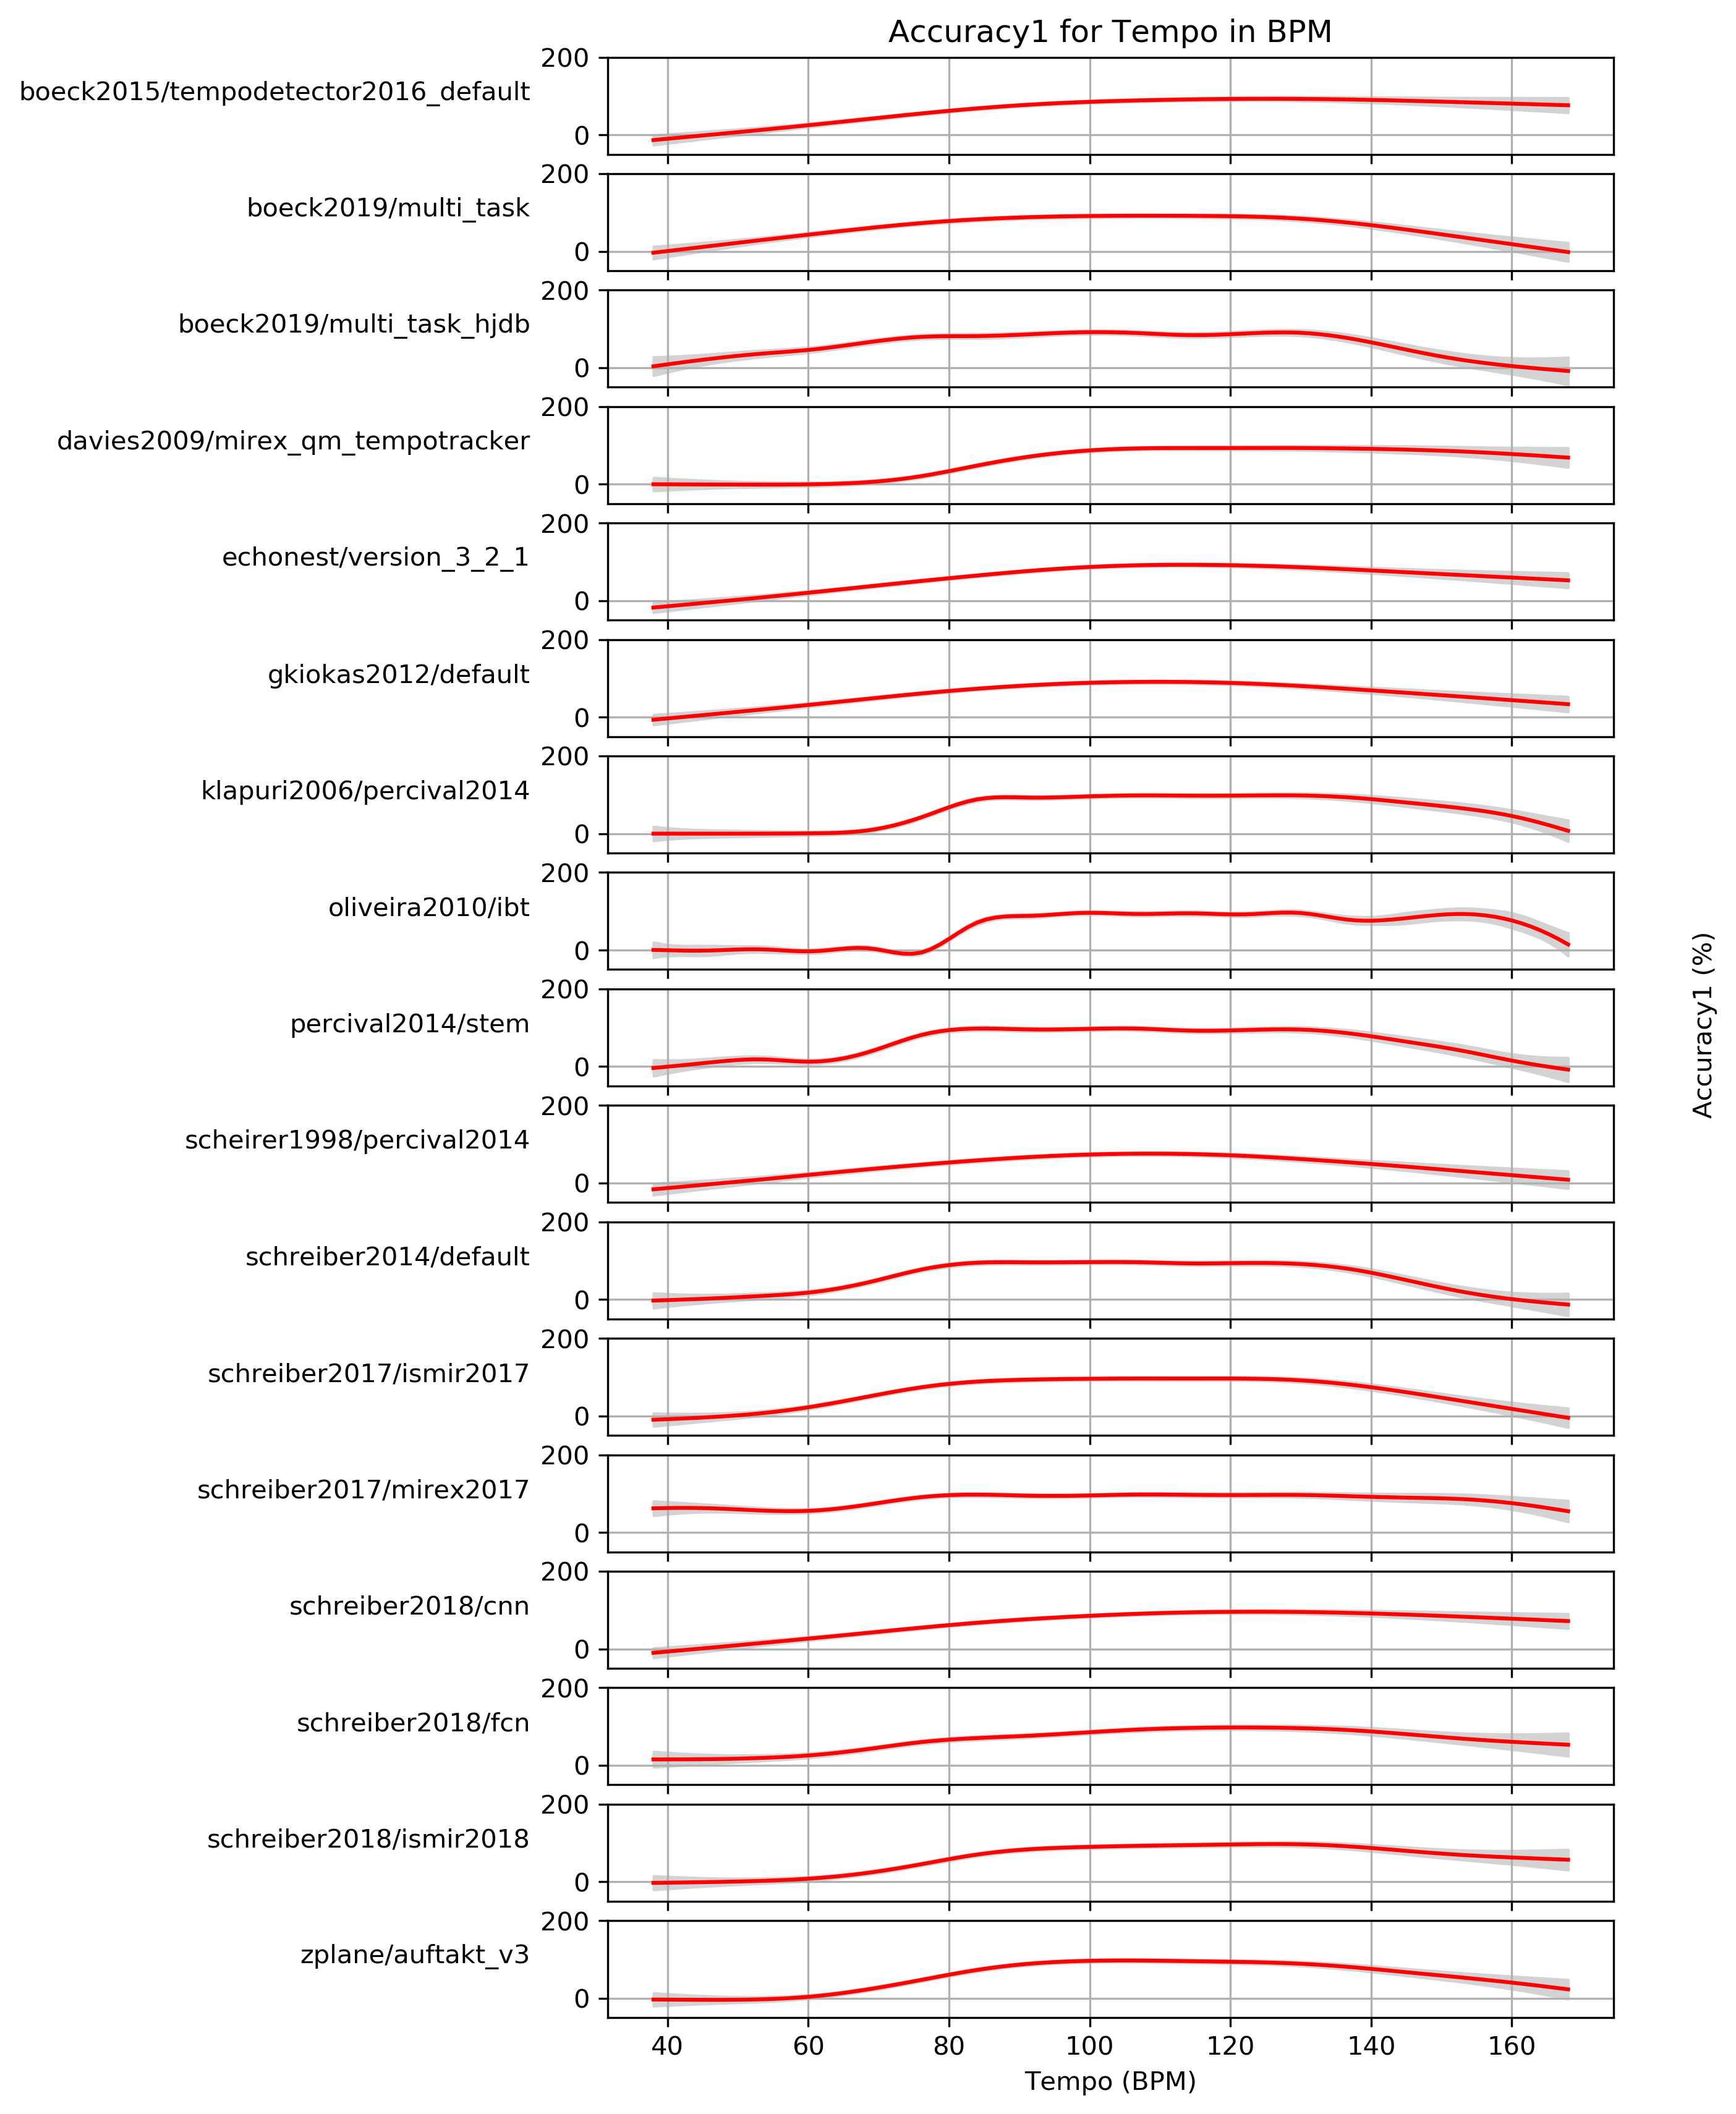 Accuracy1 for Tempo in BPM
200
boeck2015/tempodetector2016_default
0
200
boeck2019/multi_task
0
200
boeck2019/multi_task_hjdb
0
200
davies2009/mirex_qm_tempotracker
0
200
echonest/version_3_2_1
0
200
gkiokas2012/default
0
200
klapuri2006/percival2014
0
200
oliveira2010/ibt
0
200
percival2014/stem
0
200
scheirer1998/percival2014
0
200
schreiber2014/default
0
200
schreiber2017/ismir2017
0
200
schreiber2017/mirex2017
0
200
schreiber2018/cnn
0
200
schreiber2018/fcn
0
200
schreiber2018/ismir2018
0
200
zplane/auftakt_v3
0
40 60 80 100 120 140 160
Tempo (BPM)
Accuracy1 (%)